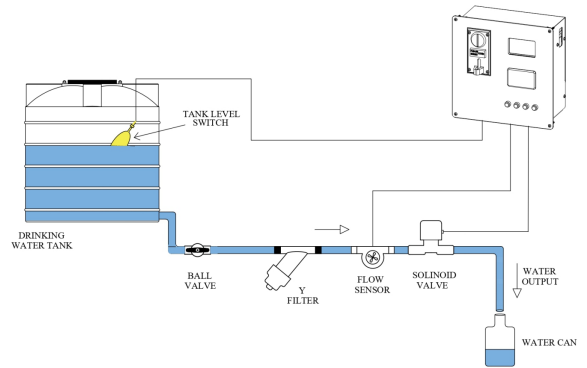 TANK LEVEL
SWITCH
DRINKING
WATER TANK
BALL
VALVE
Y
FILTER
FLOW
SENSOR
SOLINOID
VALVE
WATER
OUTPUT
WATER CAN